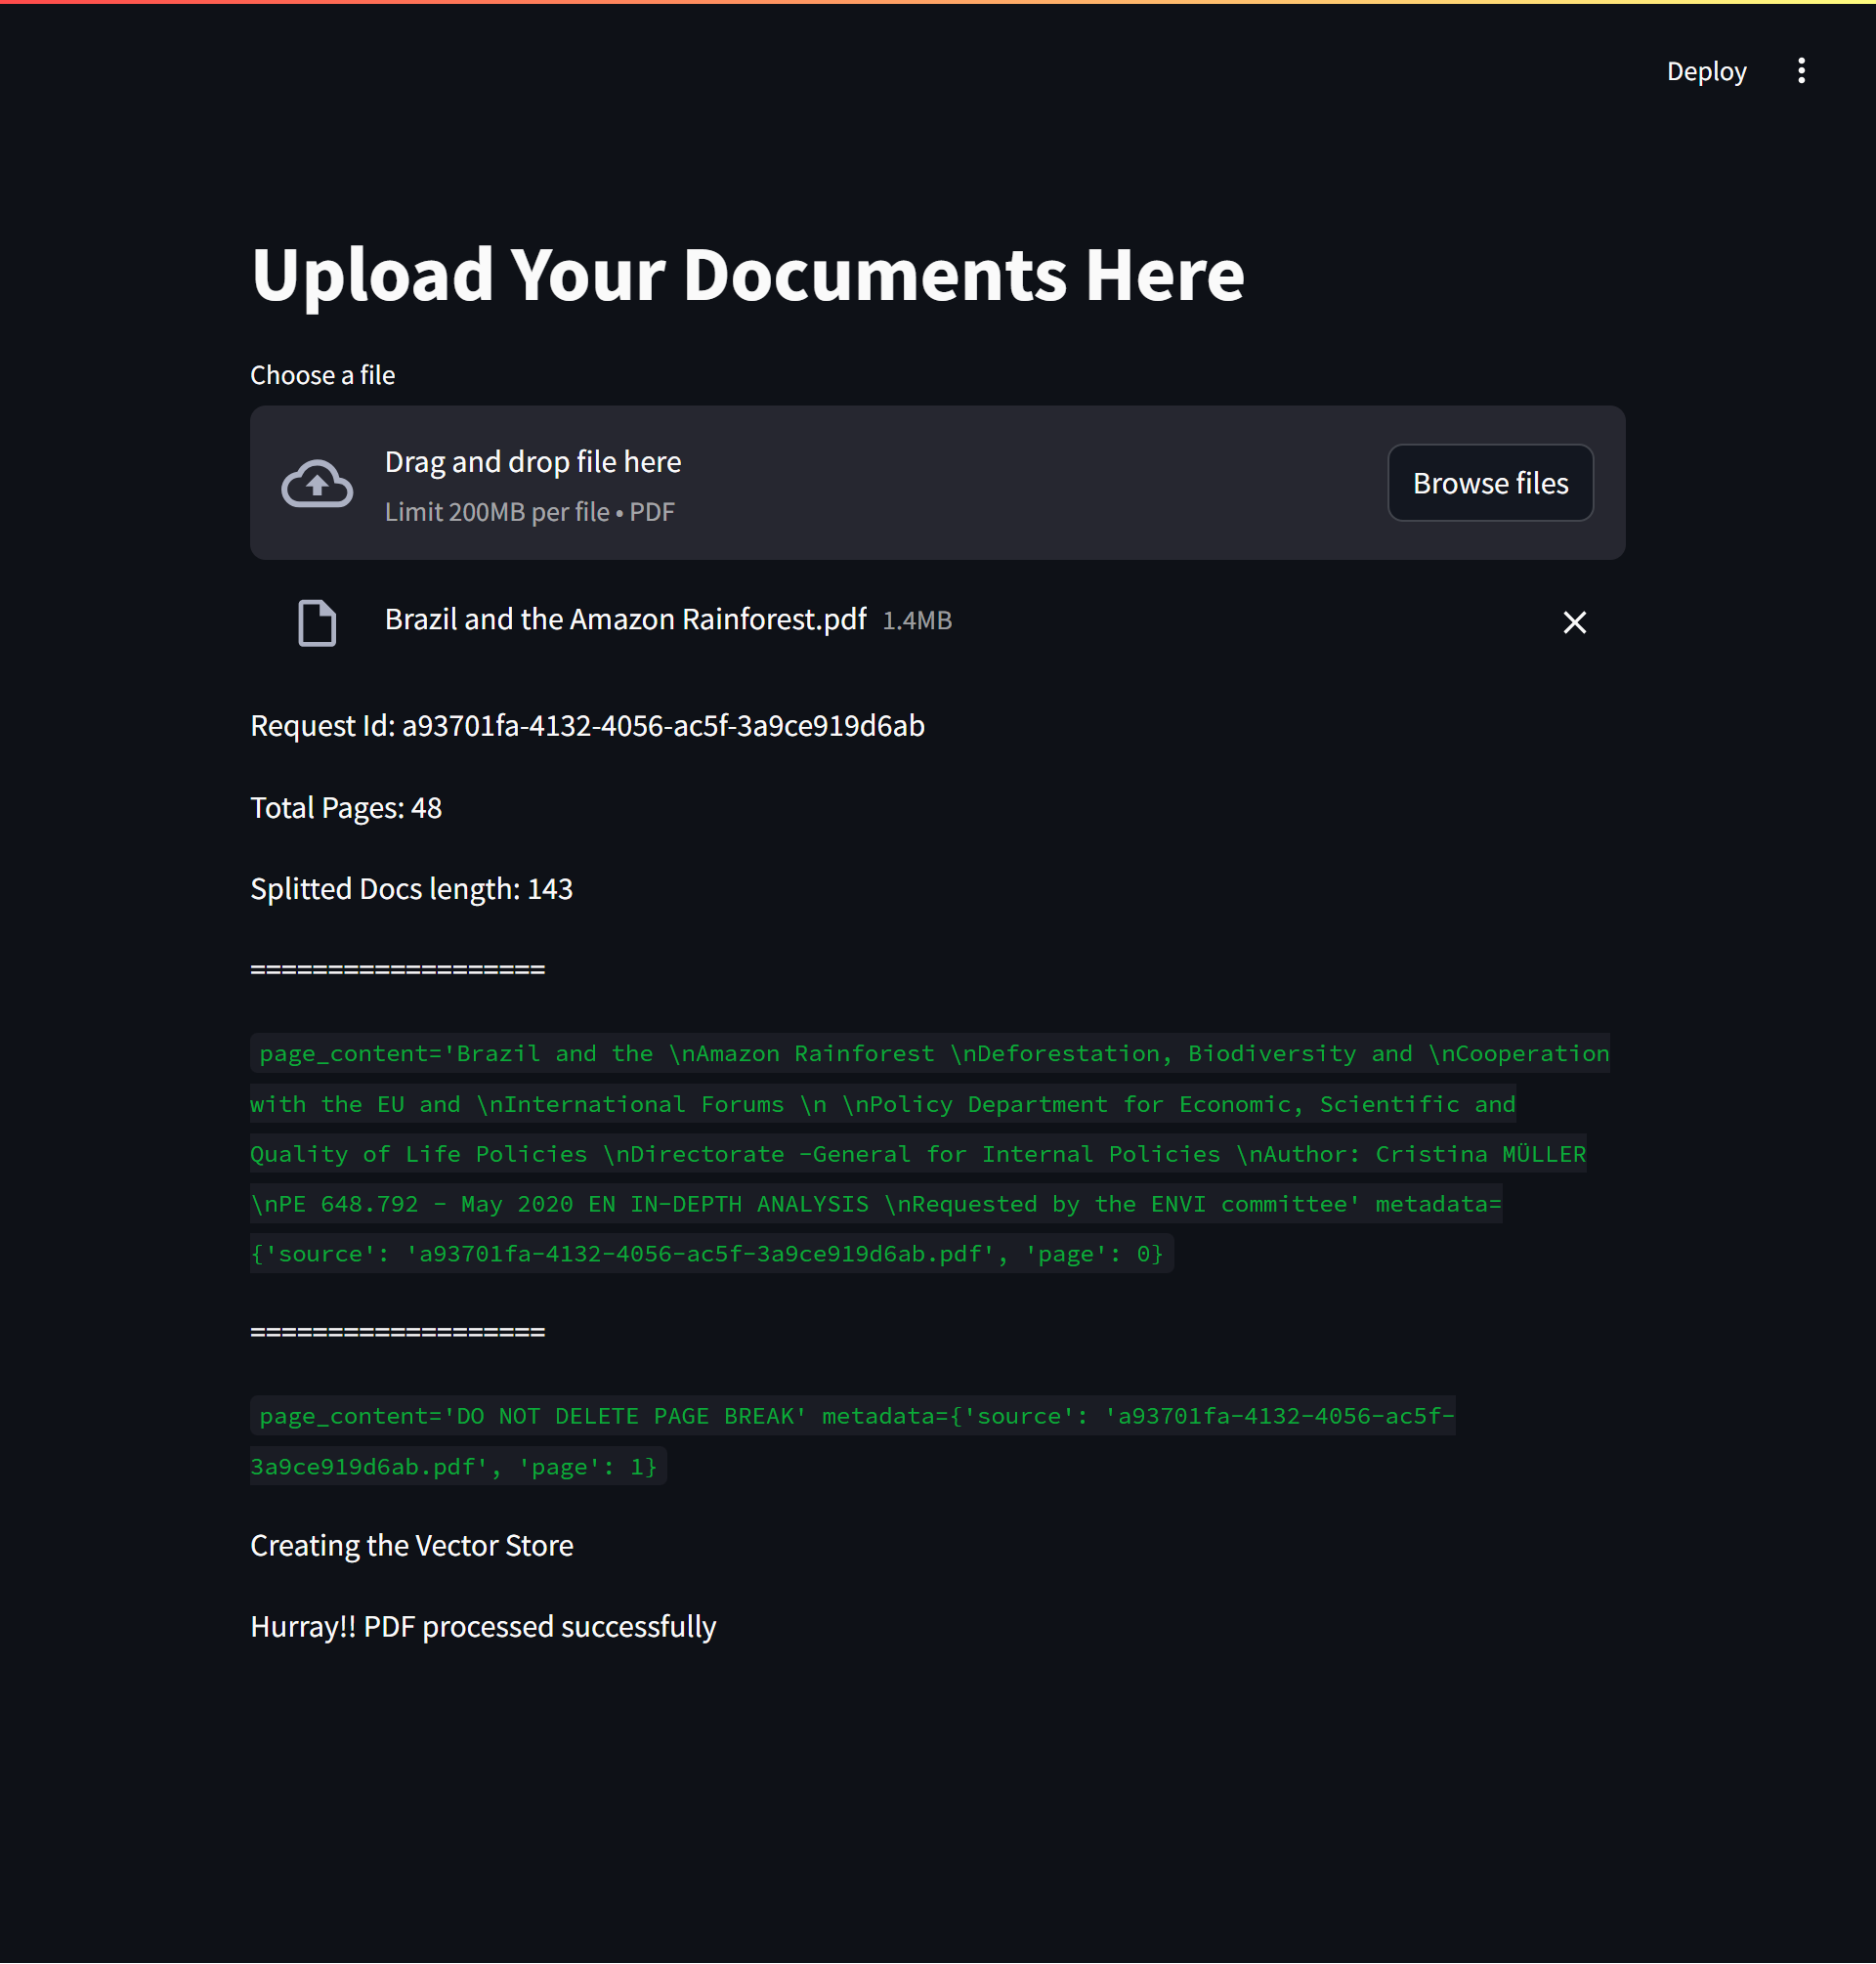 Deploy
Upload Your Documents Here
Choose a file
Drag and drop file here
Limit 200MB per file • PDF
Browse files
Brazil and the Amazon Rainforest.pdf 1.4MB
Request Id: a93701fa-4132-4056-ac5f-3a9ce919d6ab
Total Pages: 48
Splitted Docs length: 143
===================
page_content='Brazil and the \nAmazon Rainforest \nDeforestation, Biodiversity and \nCooperation
with the EU and \nInternational Forums \n \nPolicy Department for Economic, Scientific and
Quality of Life Policies \nDirectorate -General for Internal Policies \nAuthor: Cristina MÜLLER
\nPE 648.792 - May 2020 EN IN-DEPTH ANALYSIS \nRequested by the ENVI committee' metadata=
{'source': 'a93701fa-4132-4056-ac5f-3a9ce919d6ab.pdf', 'page': 0}
===================
page_content='DO NOT DELETE PAGE BREAK' metadata={'source': 'a93701fa-4132-4056-ac5f-
3a9ce919d6ab.pdf', 'page': 1}
Creating the Vector Store
Hurray!! PDF processed successfully